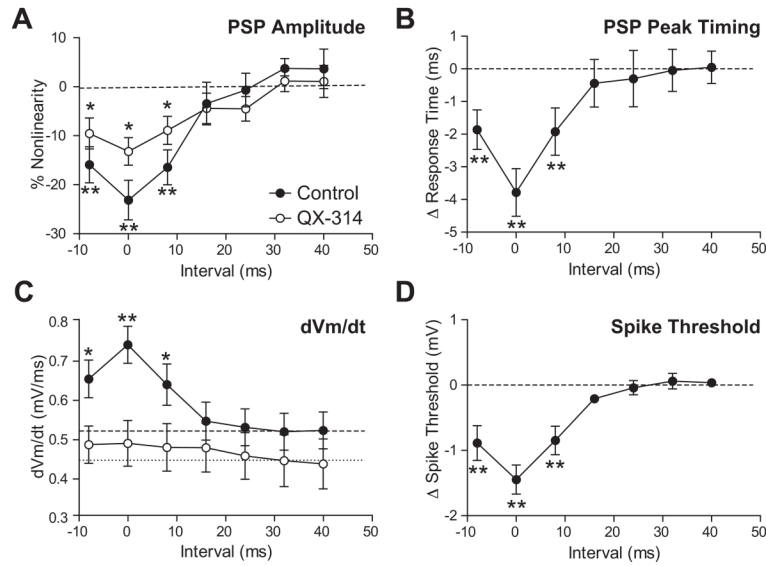 A
PSP Amplitude
% Nonlinearity
10
0
-10
-20
-30
*
*
*
**
**
**
Control
QX-314
-10 0 10 20 30 40 50
Interval (ms)
B
PSP Peak Timing
Δ Response Time (ms)
1
0
-1
-2
-3
-4
-5
**
**
**
-10 0 10 20 30 40 50
Interval (ms)
C
dVm/dt
dVm/dt (mV/ms)
0.8
0.7
0.6
0.5
0.4
0.3
*
**
*
-10 0 10 20 30 40 50
Interval (ms)
D
Spike Threshold
Δ Spike Threshold (mV)
1
0
-1
-2
**
**
**
-10 0 10 20 30 40 50
Interval (ms)